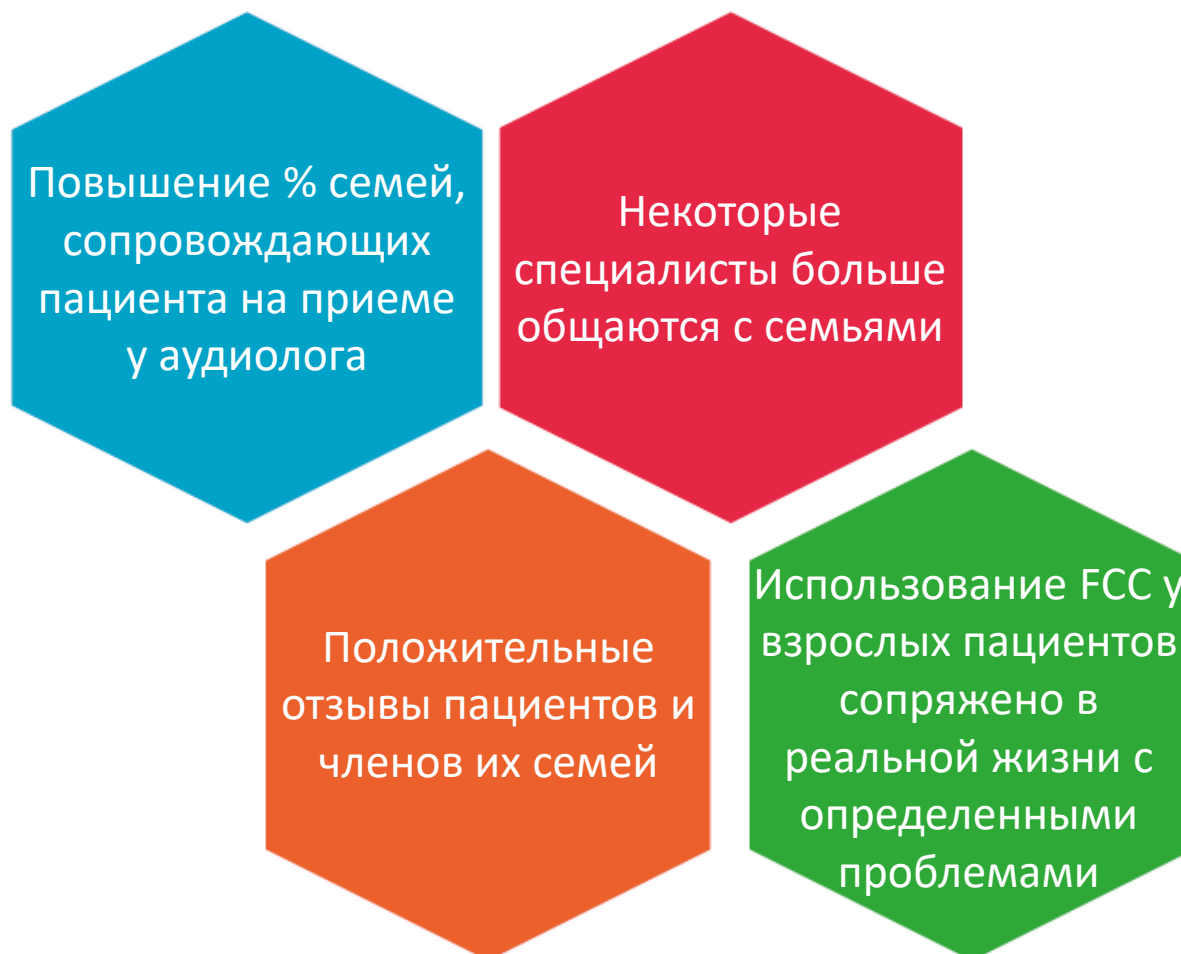 Повышение % семей,
сопровождающих
пациента на приеме
у аудиолога
Некоторые
специалисты больше
общаются с семьями
Положительные
отзывы пациентов и
членов их семей
Использование FCC у
взрослых пациентов
сопряжено в
реальной жизни с
определенными
проблемами